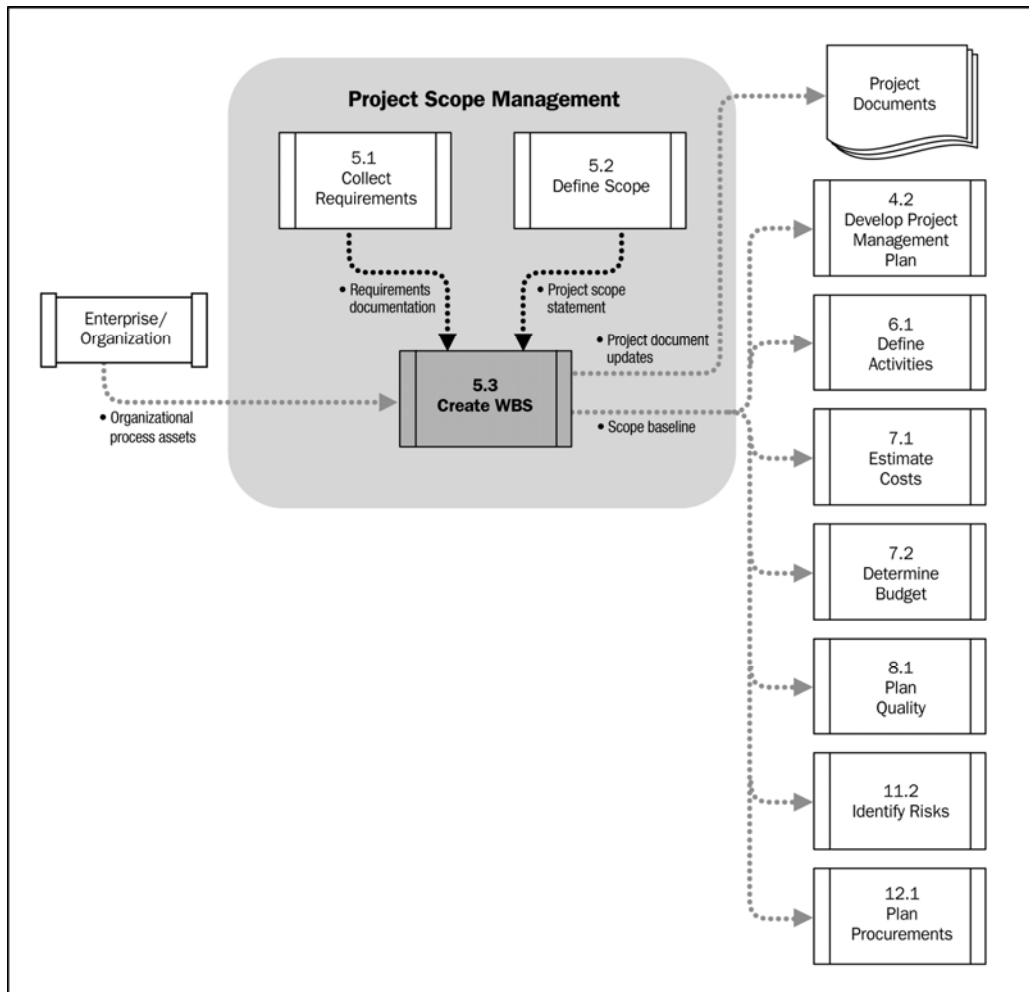 Project Scope Management
5.1
Collect
Requirements
5.2
Define Scope
• Requirements
documentation
• Project scope
statement
Enterprise/
Organization
• Organizational
process assets
5.3
Create WBS
• Project document
updates
• Scope baseline
Project
Documents
4.2
Develop Project
Management
Plan
6.1
Define
Activities
7.1
Estimate
Costs
7.2
Determine
Budget
8.1
Plan
Quality
11.2
Identify Risks
12.1
Plan
Procurements